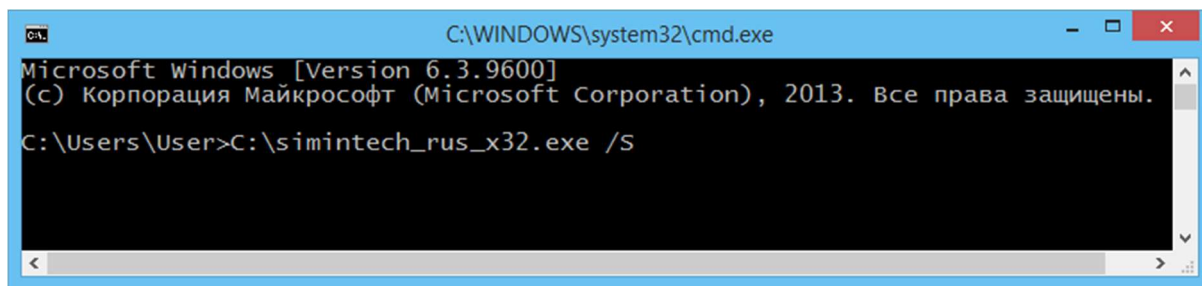 C:\WINDOWS\system32\cmd.exe
Microsoft Windows [Version 6.3.9600]
(c) Корпорация Майкрософт (Microsoft Corporation), 2013. Все права защищены.
C:\Users\User>C:\simintech_rus_x32.exe /S